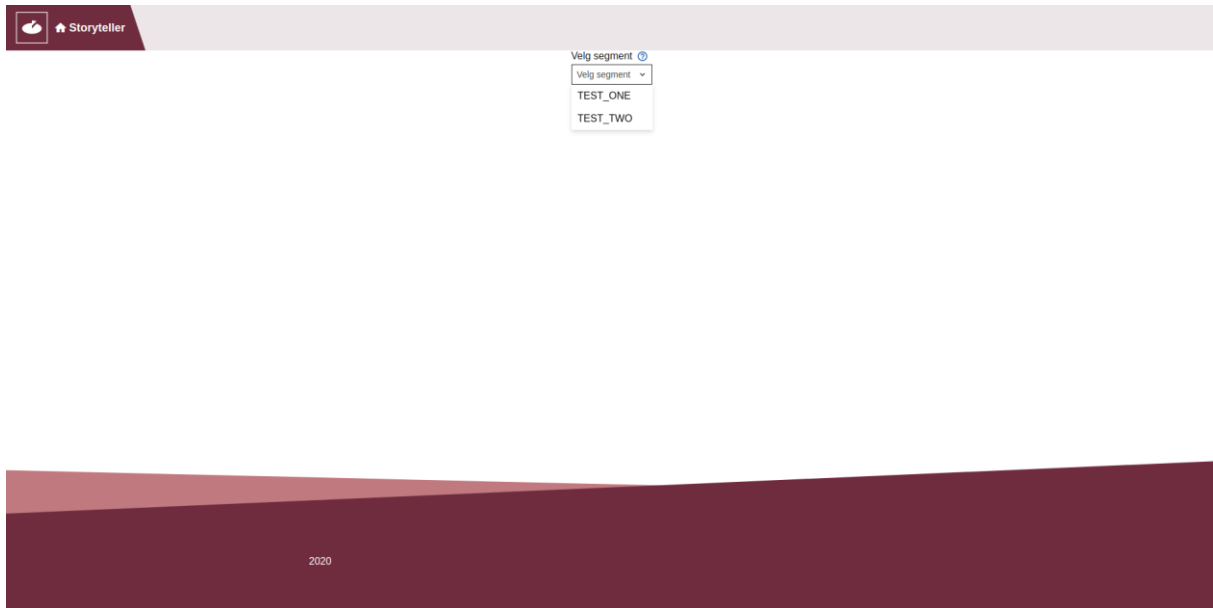 Storyteller
Velg segment
Velg segment
TEST_ONE
TEST_TWO
2020